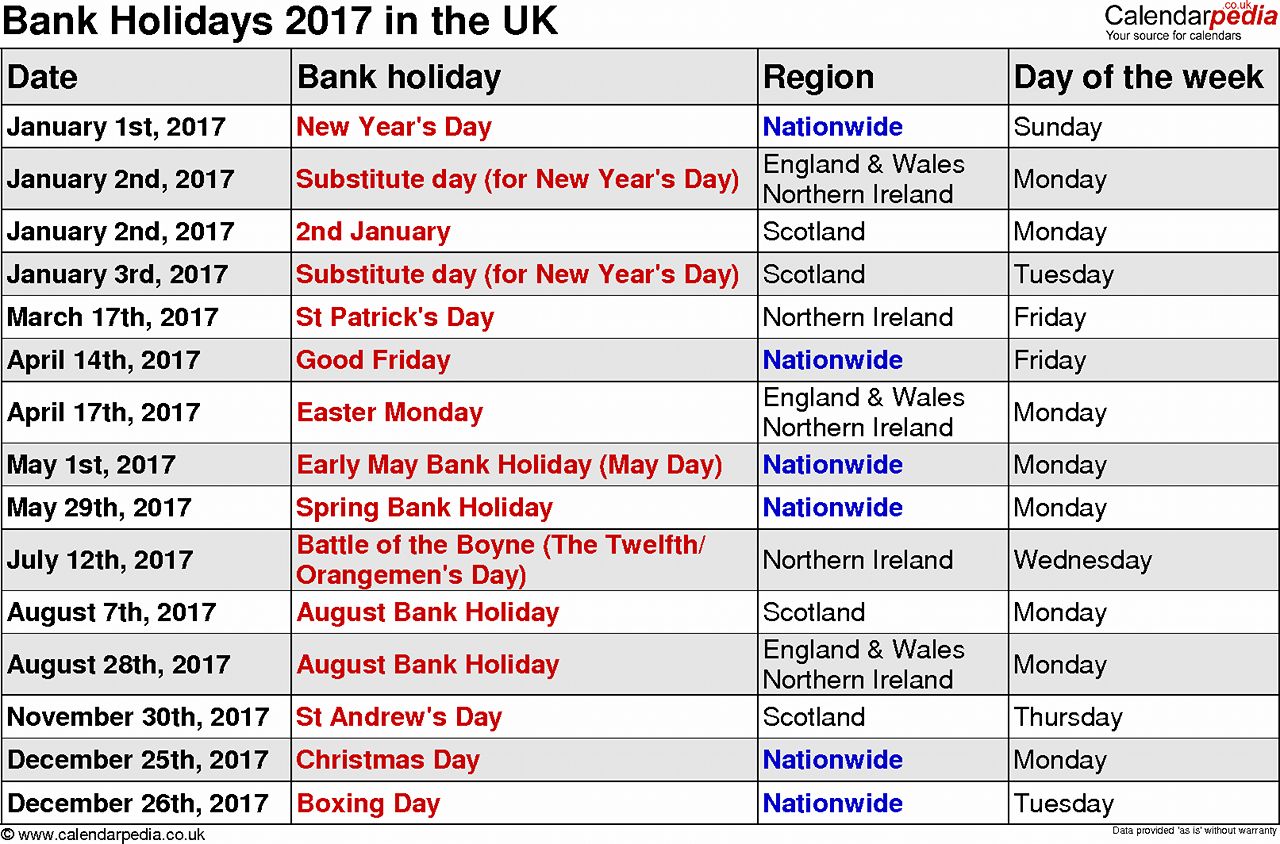 Bank Holidays 2017 in the UK
Calendarpedia
.co.uk
Your source for calendars
Date Bank holiday Region Day of the week
January 1st, 2017 New Year's Day Nationwide Sunday
January 2nd, 2017 Substitute day (for New Year's Day) England & Wales
Northern Ireland Monday
January 2nd, 2017 2nd January Scotland Monday
January 3rd, 2017 Substitute day (for New Year's Day) Scotland Tuesday
March 17th, 2017 St Patrick's Day Northern Ireland Friday
April 14th, 2017 Good Friday Nationwide Friday
April 17th, 2017 Easter Monday England & Wales
Northern Ireland Monday
May 1st, 2017 Early May Bank Holiday (May Day) Nationwide Monday
May 29th, 2017 Spring Bank Holiday Nationwide Monday
July 12th, 2017 Battle of the Boyne (The Twelfth/
Orangemen's Day) Northern Ireland Wednesday
August 7th, 2017 August Bank Holiday Scotland Monday
August 28th, 2017 August Bank Holiday England & Wales
Northern Ireland Monday
November 30th, 2017 St Andrew's Day Scotland Thursday
December 25th, 2017 Christmas Day Nationwide Monday
December 26th, 2017 Boxing Day Nationwide Tuesday
© www.calendarpedia.co.uk
Data provided 'as is' without warranty